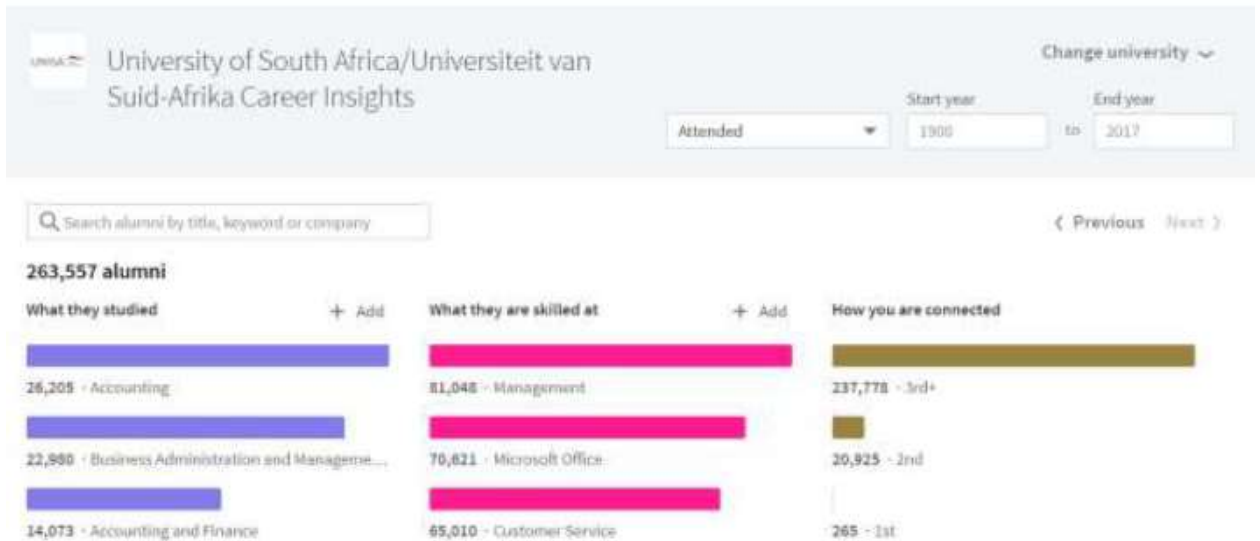 UNISA
University of South Africa/Universiteit van
Suid-Afrika Career Insights
Change university
Attended
Start year
1900
to
End year
2017
Search alumni by title, keyword or company
Previous
Next
263,557 alumni
What they studied
+ Add
26,205 - Accounting
22,980 - Business Administration and Manageme...
14,073 - Accounting and Finance
What they are skilled at
+ Add
81,048 - Management
70,621 - Microsoft Office
65,010 - Customer Service
How you are connected
237,778 - 3rd+
20,925 - 2nd
265 - 1st